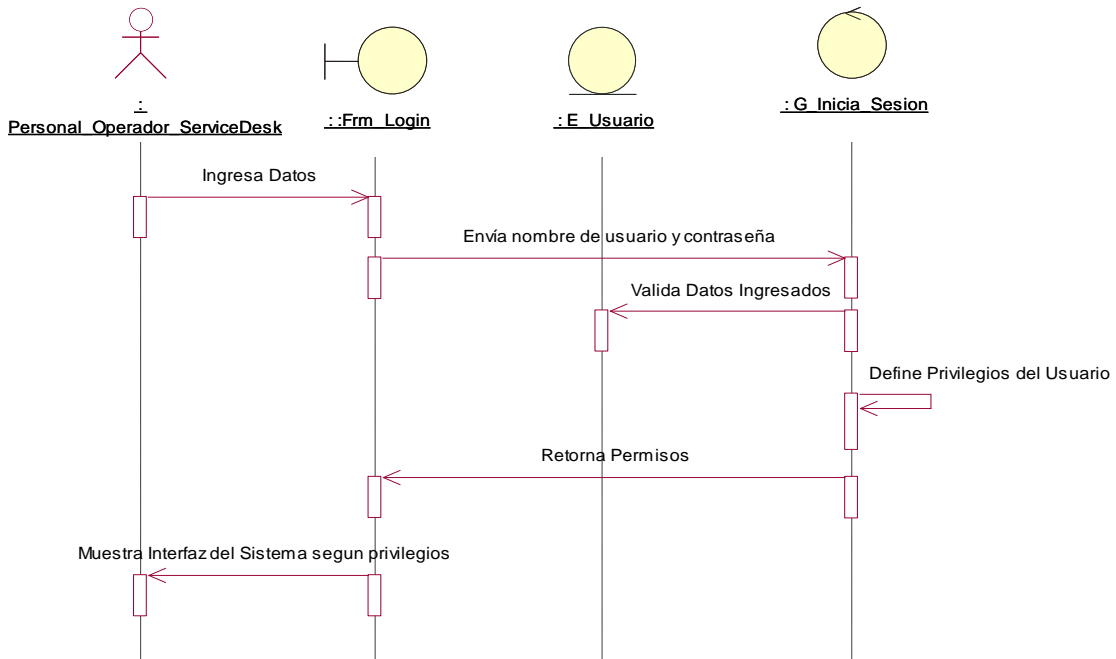 :
Personal_Operador_ServiceDesk
: :Frm_Login
: E_Usuario
: G_Inicia_Sesion
Ingresa Datos
Envía nombre de usuario y contraseña
Valida Datos Ingresados
Define Privilegios del Usuario
Retorna Permisos
Muestra Interfaz del Sistema segun privilegios